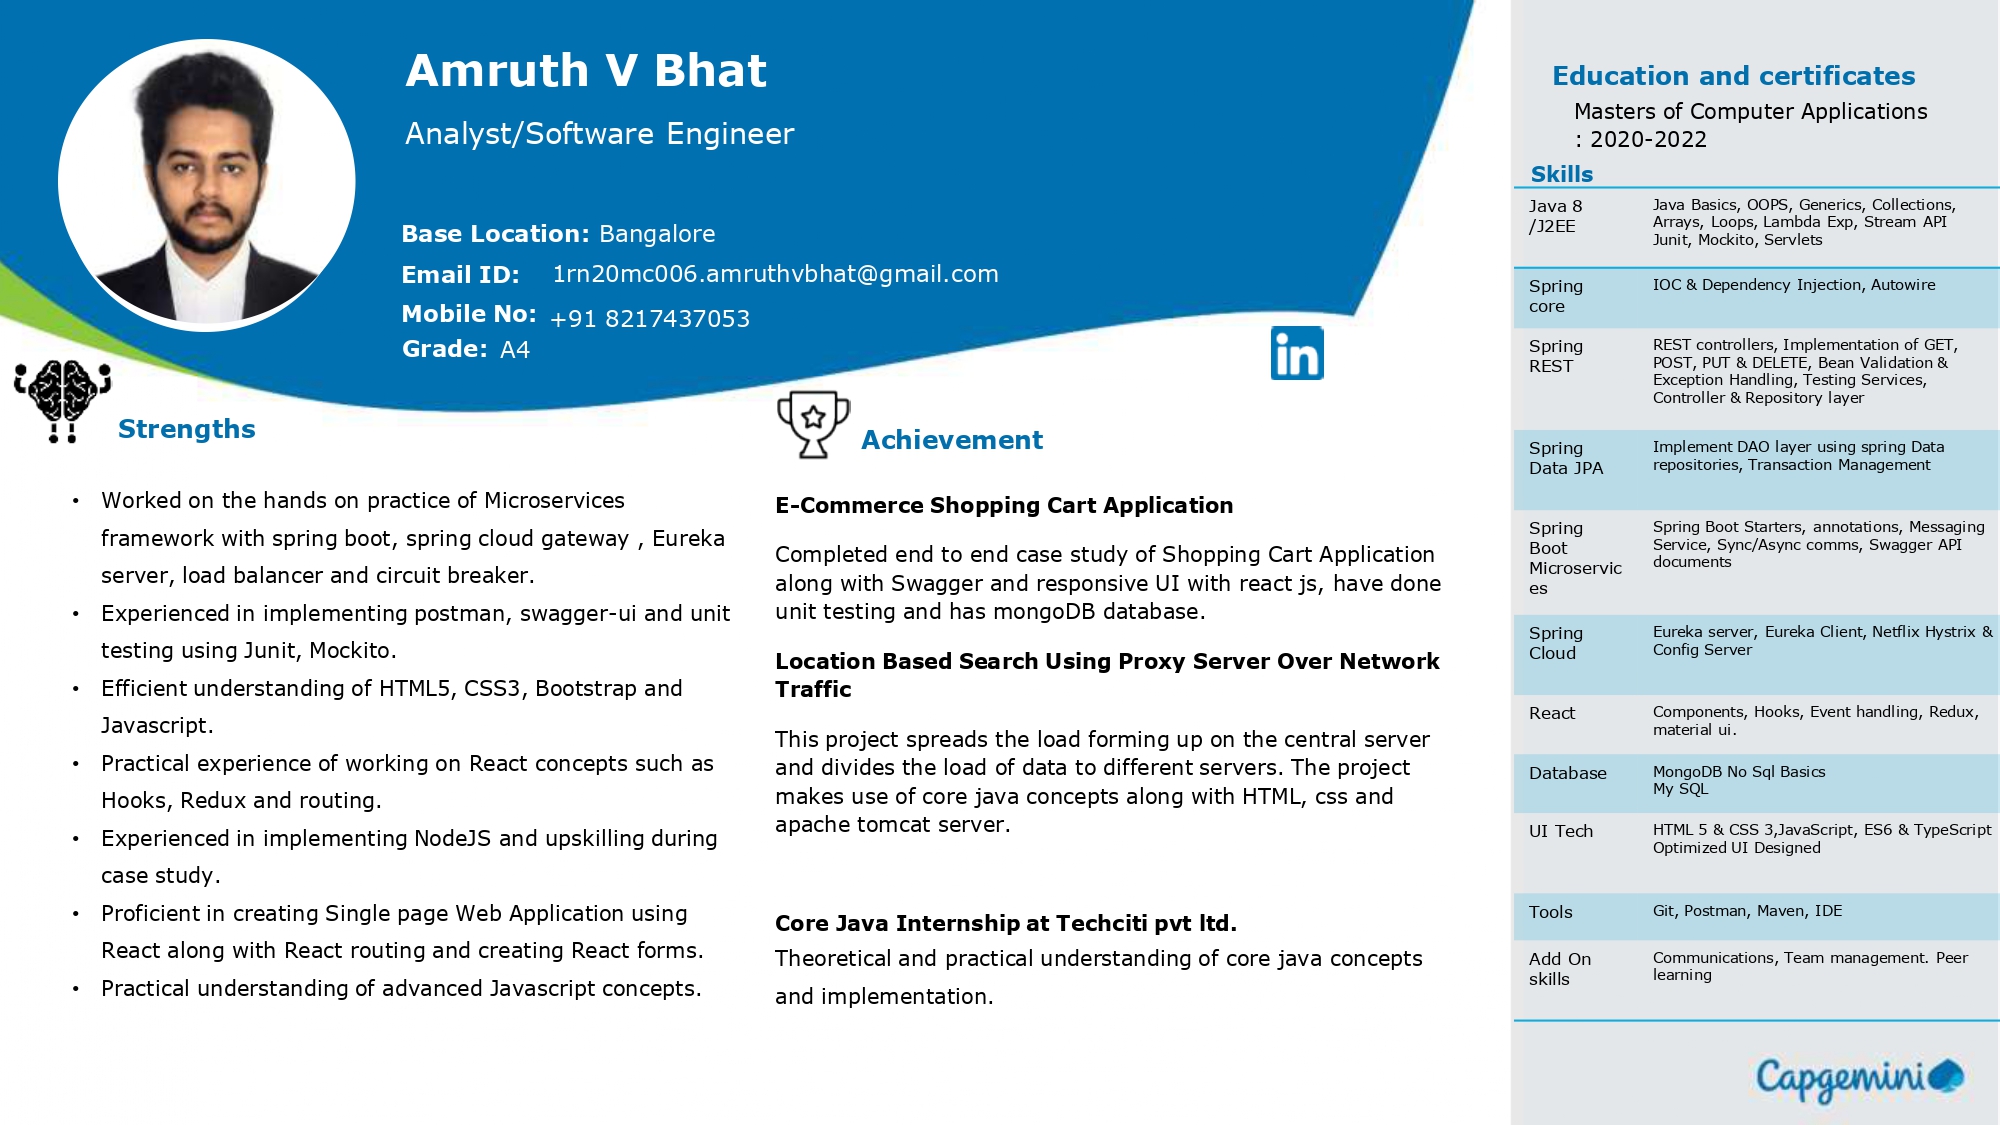 Amruth V Bhat
Analyst/Software Engineer
Base Location: Bangalore
Email ID: 1rn20mc006.amruthvbhat@gmail.com
Mobile No: +91 8217437053
Grade: A4
in
Strengths
• Worked on the hands on practice of Microservices
framework with spring boot, spring cloud gateway , Eureka
server, load balancer and circuit breaker.
• Experienced in implementing postman, swagger-ui and unit
testing using Junit, Mockito.
• Efficient understanding of HTML5, CSS3, Bootstrap and
Javascript.
• Practical experience of working on React concepts such as
Hooks, Redux and routing.
• Experienced in implementing NodeJS and upskilling during
case study.
• Proficient in creating Single page Web Application using
React along with React routing and creating React forms.
• Practical understanding of advanced Javascript concepts.
Achievement
E-Commerce Shopping Cart Application
Completed end to end case study of Shopping Cart Application
along with Swagger and responsive UI with react js, have done
unit testing and has mongoDB database.
Location Based Search Using Proxy Server Over Network
Traffic
This project spreads the load forming up on the central server
and divides the load of data to different servers. The project
makes use of core java concepts along with HTML, css and
apache tomcat server.
Core Java Internship at Techciti pvt ltd.
Theoretical and practical understanding of core java concepts
and implementation.
Education and certificates
Masters of Computer Applications
: 2020-2022
Skills
Java 8
/J2EE
Java Basics, OOPS, Generics, Collections,
Arrays, Loops, Lambda Exp, Stream API
Junit, Mockito, Servlets
Spring
core
IOC & Dependency Injection, Autowire
Spring
REST
REST controllers, Implementation of GET,
POST, PUT & DELETE, Bean Validation &
Exception Handling, Testing Services,
Controller & Repository layer
Spring
Data JPA
Implement DAO layer using spring Data
repositories, Transaction Management
Spring
Boot
Microservic
es
Spring Boot Starters, annotations, Messaging
Service, Sync/Async comms, Swagger API
documents
Spring
Cloud
Eureka server, Eureka Client, Netflix Hystrix &
Config Server
React
Components, Hooks, Event handling, Redux,
material ui.
Database
MongoDB No Sql Basics
My SQL
UI Tech
HTML 5 & CSS 3,JavaScript, ES6 & TypeScript
Optimized UI Designed
Tools
Git, Postman, Maven, IDE
Add On
skills
Communications, Team management. Peer
learning
Capgemini